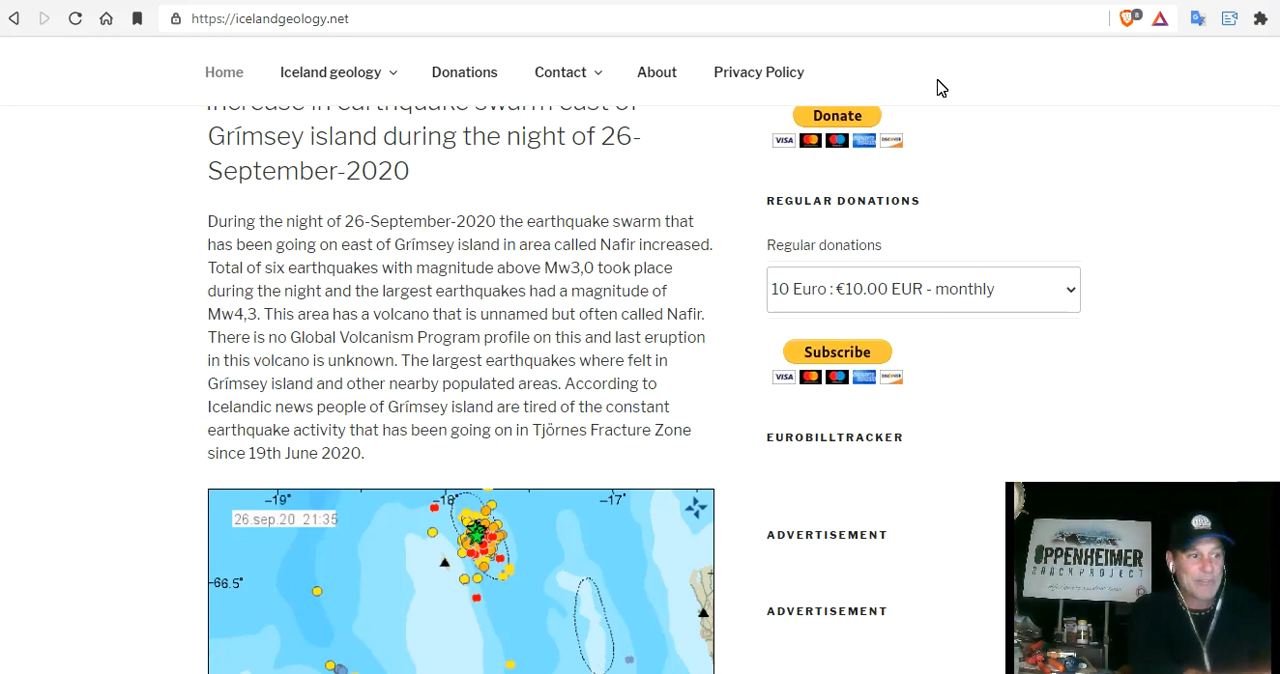 https://icelandgeology.net
8
Home
Iceland geology
Donations
Contact
About
Privacy Policy
Increase in earthquake swarm east of
Grímsey island during the night of 26-
September-2020
During the night of 26-September-2020 the earthquake swarm that
has been going on east of Grímsey island in area called Nafir increased.
Total of six earthquakes with magnitude above Mw3,0 took place
during the night and the largest earthquakes had a magnitude of
Mw4,3. This area has a volcano that is unnamed but often called Nafir.
There is no Global Volcanism Program profile on this and last eruption
in this volcano is unknown. The largest earthquakes where felt in
Grímsey island and other nearby populated areas. According to
Icelandic news people of Grímsey island are tired of the constant
earthquake activity that has been going on in Tjörnes Fracture Zone
since 19th June 2020.
-19°
-18°
-17°
26.sep.20 21:35
-66.5°
Donate
VISA
DISCOVER
REGULAR DONATIONS
Regular donations
10 Euro : €10.00 EUR - monthly
Subscribe
VISA
DISCOVER
EUROBILLTRACKER
ADVERTISEMENT
ADVERTISEMENT
OPPENHEIMER
RANCH PROJECT